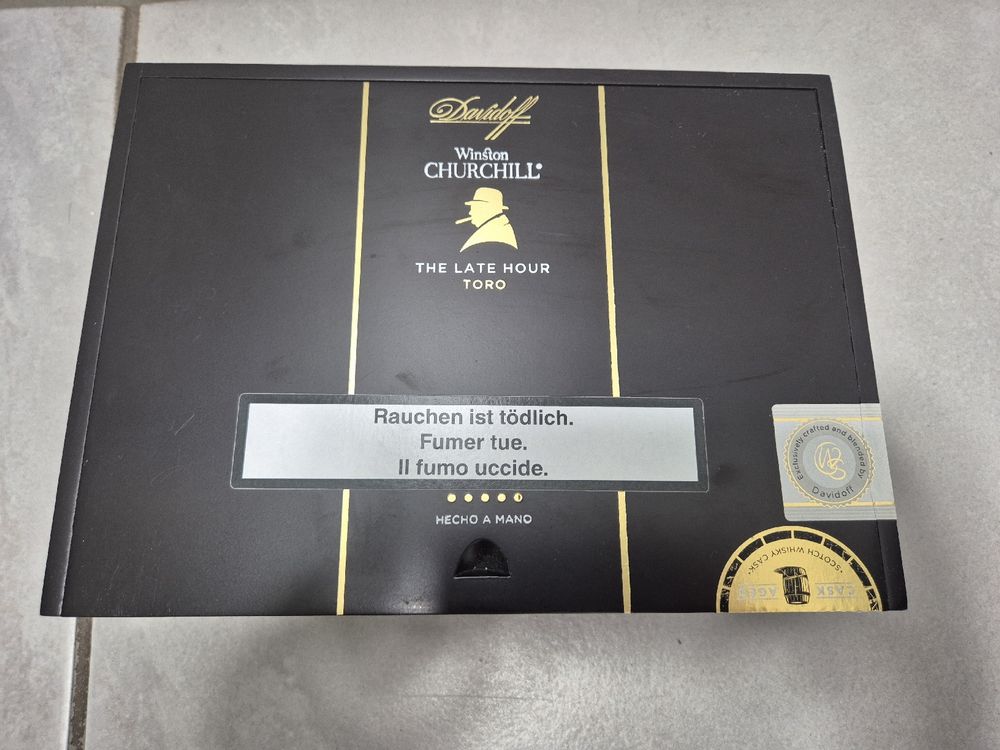 Davidoff
Winston
CHURCHILL
THE LATE HOUR
TORO
Rauchen ist tödlich.
Fumer tue.
Il fumo uccide.
HECHO A MANO
Exclusively crafted and blended by
Davidoff
CASK
AGED
SCOTCH WHISKY CASK